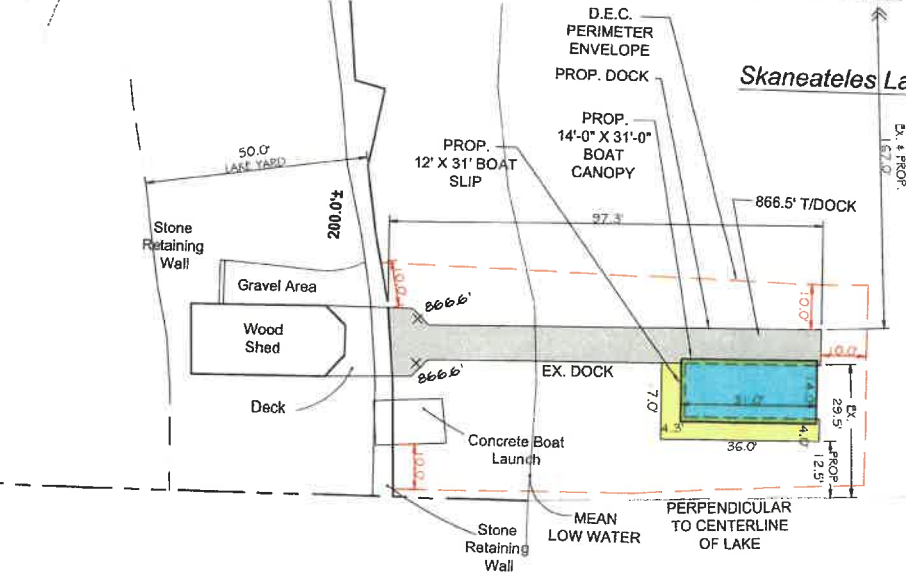 D.E.C.
PERIMETER
ENVELOPE
PROP. DOCK
Skaneateles La
PROP.
14'-0" X 31'-0"
BOAT
CANOPY
PROP.
12' X 31' BOAT
SLIP
EX. & PROP.
167.0'
50.0'
LAKE YARD
200.0'±
97.3'
866.5' T/DOCK
Stone
Retaining
Wall
Gravel Area
10.0'
866.6'
10.0'
Wood
Shed
10.0'
866.6'
EX. DOCK
31.0'
7.0'
4.3'
4.0'
36.0'
EX.
29.5'
PROP
12.5'
Deck
Concrete Boat
Launch
10.0'
MEAN
LOW WATER
PERPENDICULAR
TO CENTERLINE
OF LAKE
Stone
Retaining
Wall